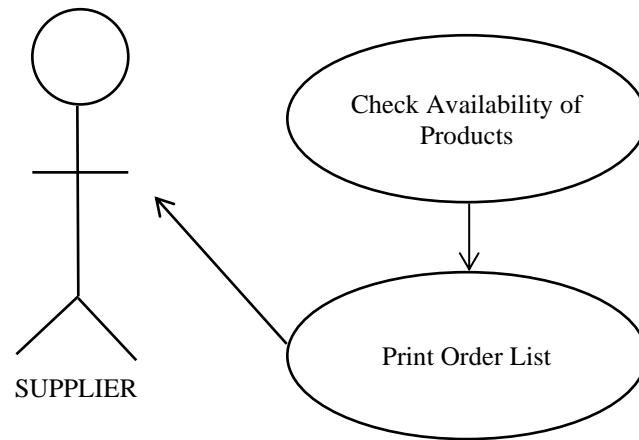 Check Availability of
Products
Print Order List
SUPPLIER